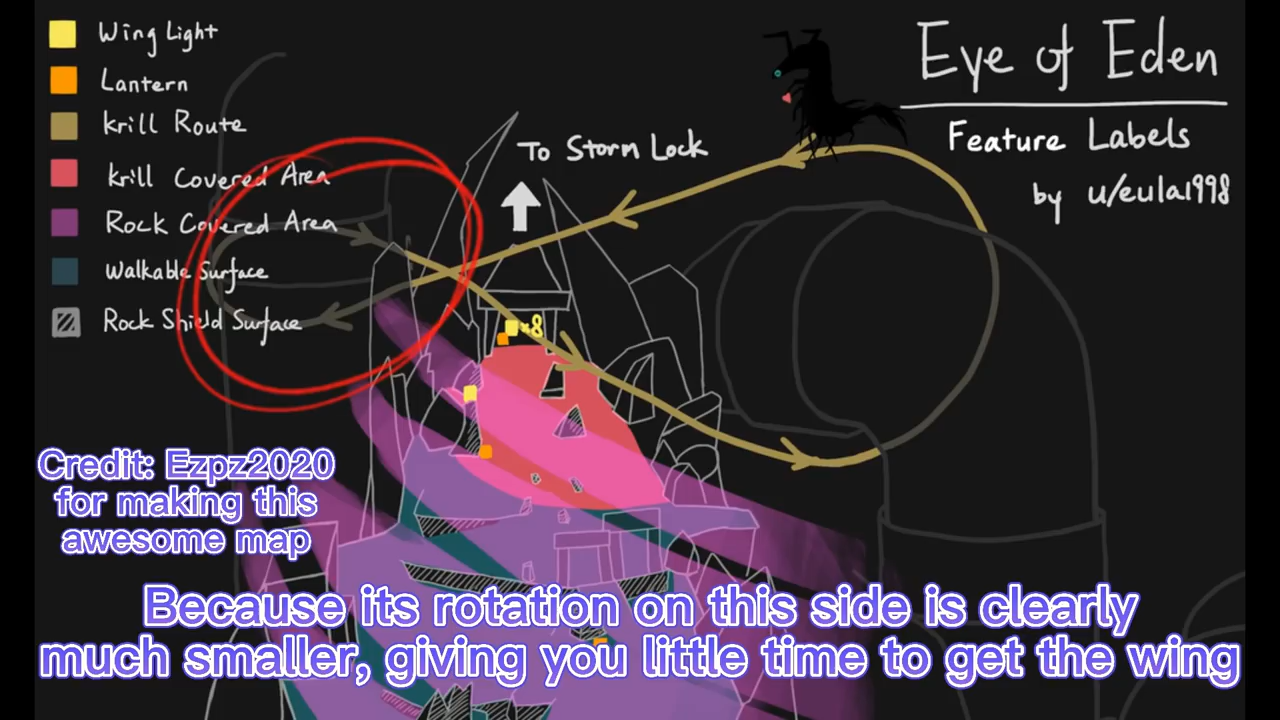 Wing Light
Lantern
krill Route
krill Covered Area
Rock Covered Area
Walkable Surface
Rock Shield Surface
To Storm Lock
Eye of Eden
Feature Labels
by u/eula1998
×8
Credit: Ezpz2020
for making this
awesome map
Because its rotation on this side is clearly
much smaller, giving you little time to get the wing